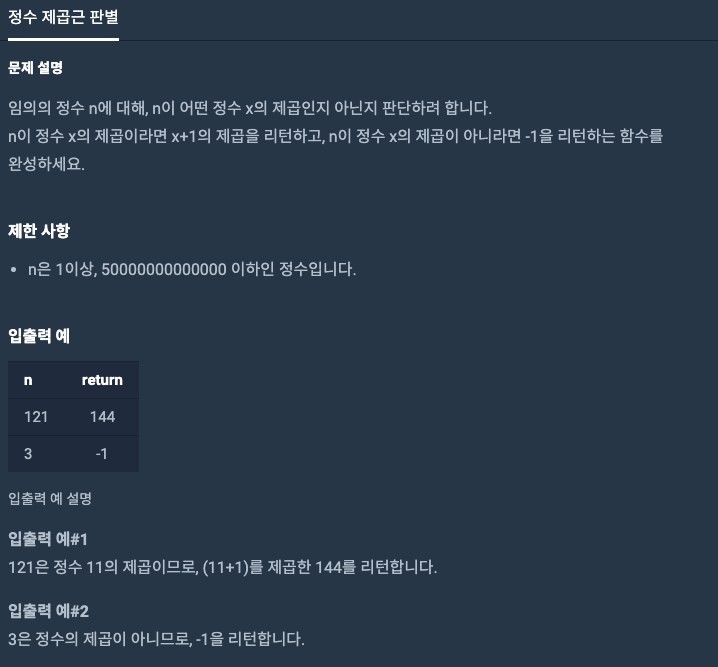 정수 제곱근 판별
문제 설명
임의의 정수 n에 대해, n이 어떤 정수 x의 제곱인지 아닌지 판단하려 합니다.
n이 정수 x의 제곱이라면 x+1의 제곱을 리턴하고, n이 정수 x의 제곱이 아니라면 -1을 리턴하는 함수를
완성하세요.
제한 사항
• n은 1이상, 50000000000000 이하인 정수입니다.
입출력 예
n return
121 144
3 -1
입출력 예 설명
입출력 예#1
121은 정수 11의 제곱이므로, (11+1)를 제곱한 144를 리턴합니다.
입출력 예#2
3은 정수의 제곱이 아니므로, -1을 리턴합니다.